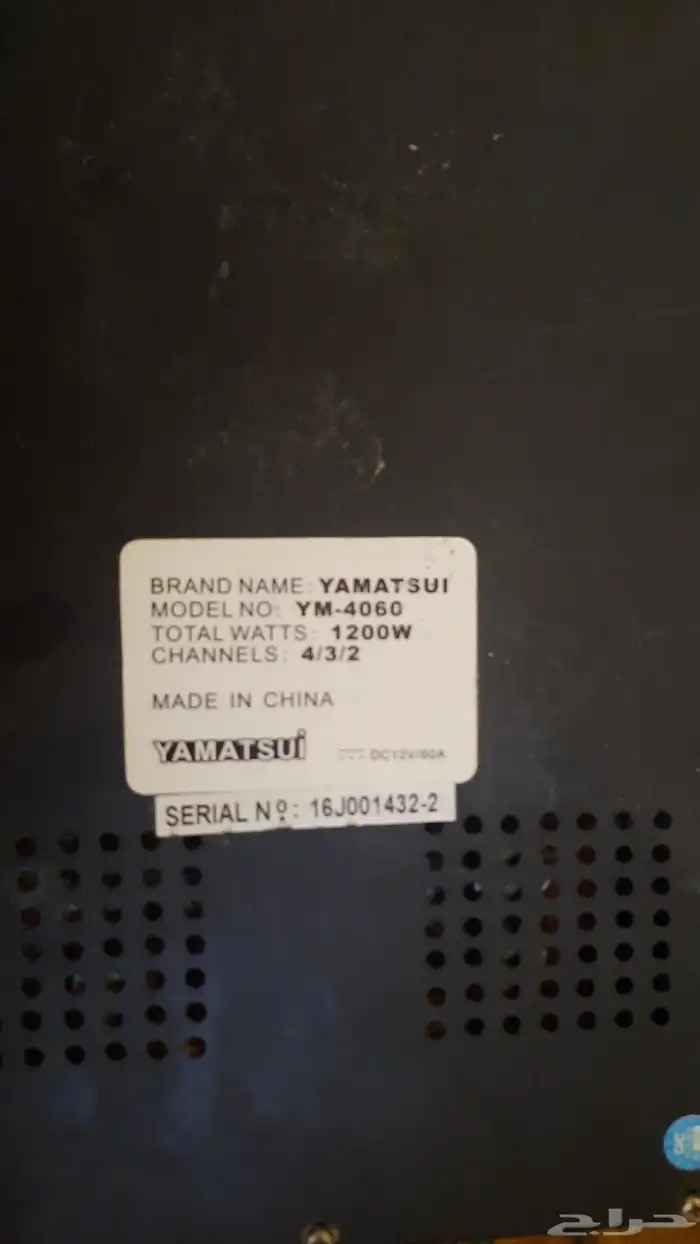 BRAND NAME: YAMATSUI
MODEL NO: YM-4060
TOTAL WATTS: 1200W
CHANNELS: 4/3/2
MADE IN CHINA
YAMATSUi
DC12V/60A
SERIAL Nº: 16J001432-2
حراج